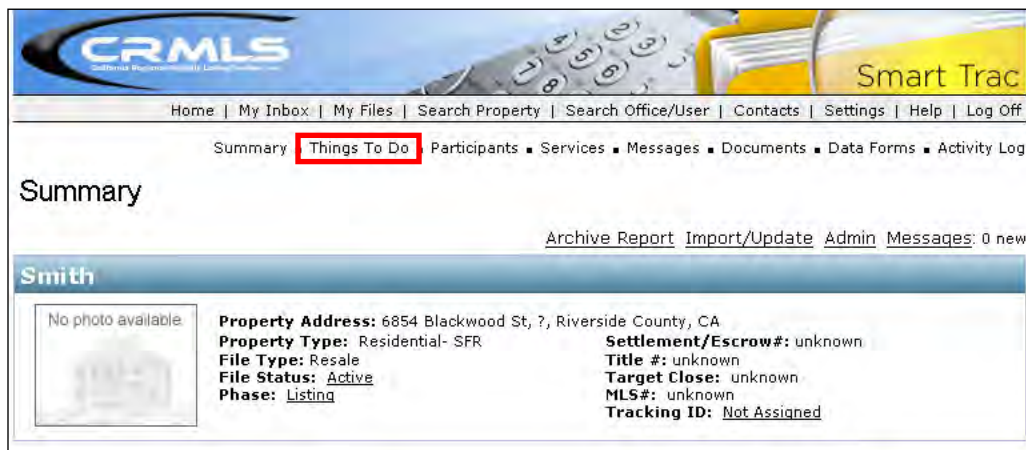 CRMLS
Smart Trac
Home | My Inbox | My Files | Search Property | Search Office/User | Contacts | Settings | Help | Log Off
Summary ▪ Things To Do ▪ Participants ▪ Services ▪ Messages ▪ Documents ▪ Data Forms ▪ Activity Log
Summary
Archive Report Import/Update Admin Messages: 0 new
Smith
No photo available
Property Address: 6854 Blackwood St, ?, Riverside County, CA
Property Type: Residential- SFR
Settlement/Escrow#: unknown
File Type: Resale
Title #: unknown
File Status: Active
Target Close: unknown
Phase: Listing
MLS#: unknown
Tracking ID: Not Assigned